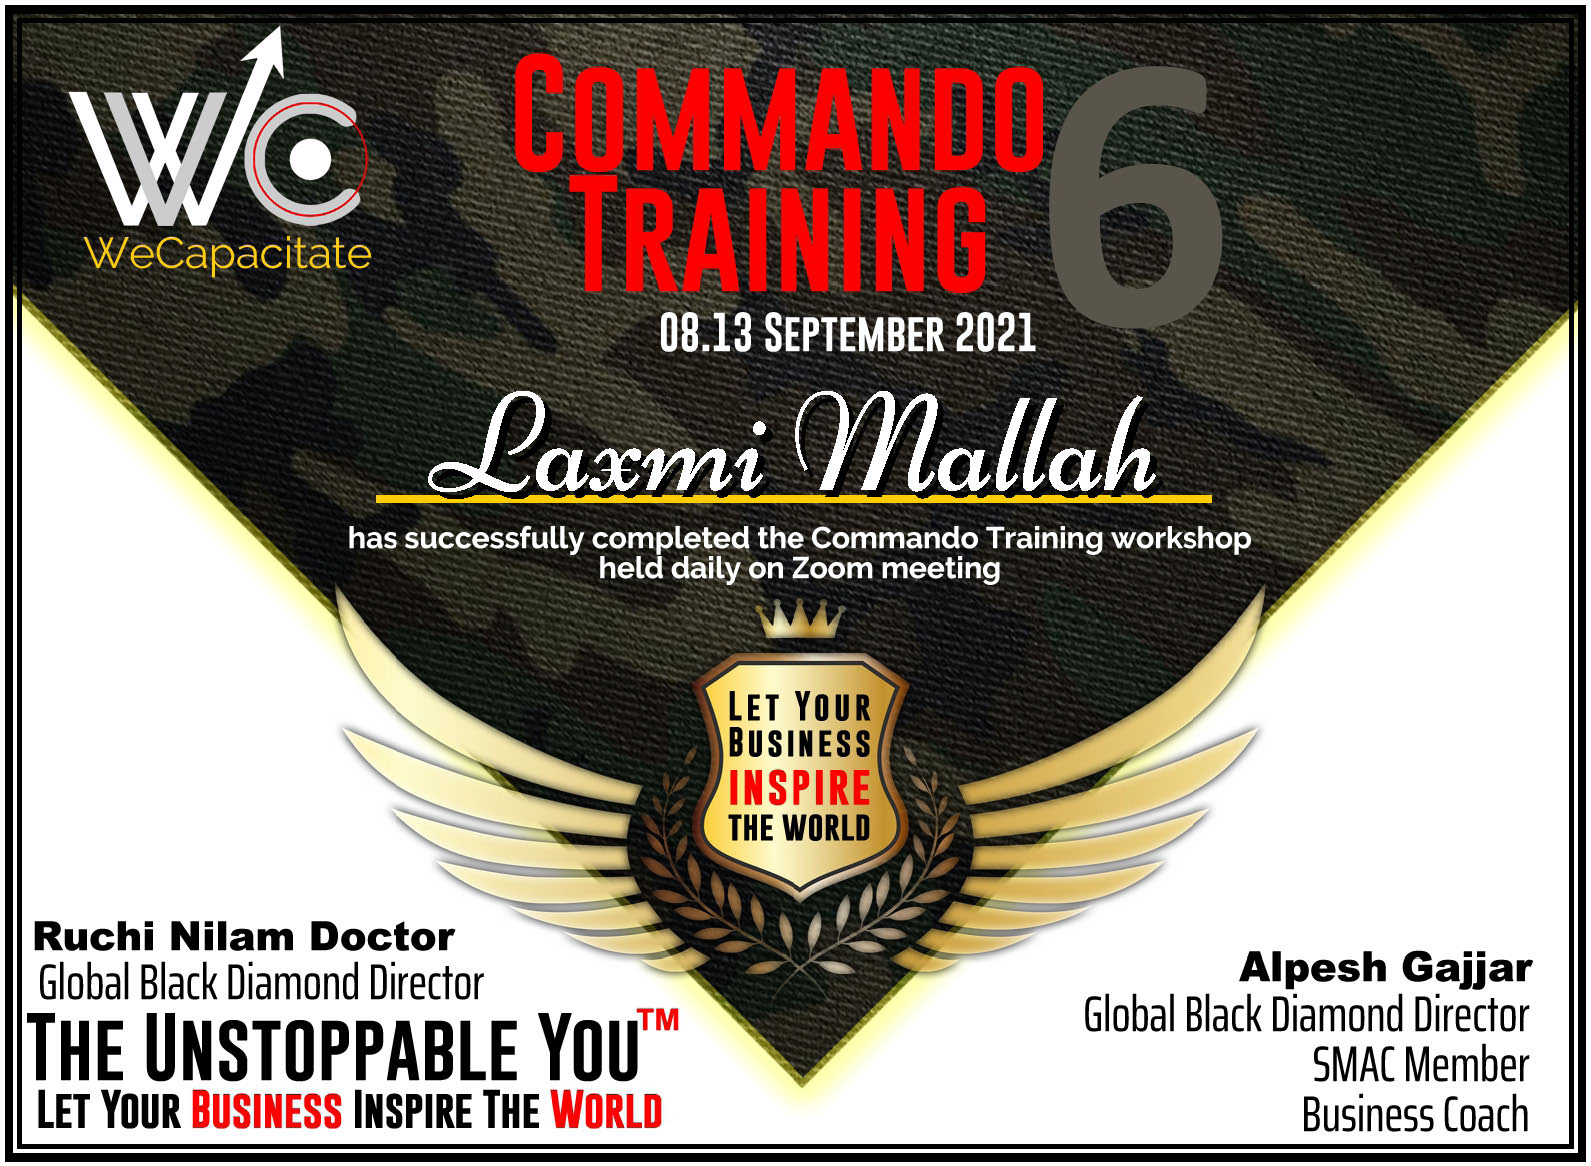 WC
WeCapacitate
COMMANDO
TRAINING
6
08.13 SEPTEMBER 2021
Laxmi Mallah
has successfully completed the Commando Training workshop
held daily on Zoom meeting
LET YOUR
BUSINESS
INSPIRE
THE WORLD
Ruchi Nilam Doctor
Global Black Diamond Director
THE UNSTOPPABLE YOU™
LET YOUR BUSINESS INSPIRE THE WORLD
Alpesh Gajjar
Global Black Diamond Director
SMAC Member
Business Coach